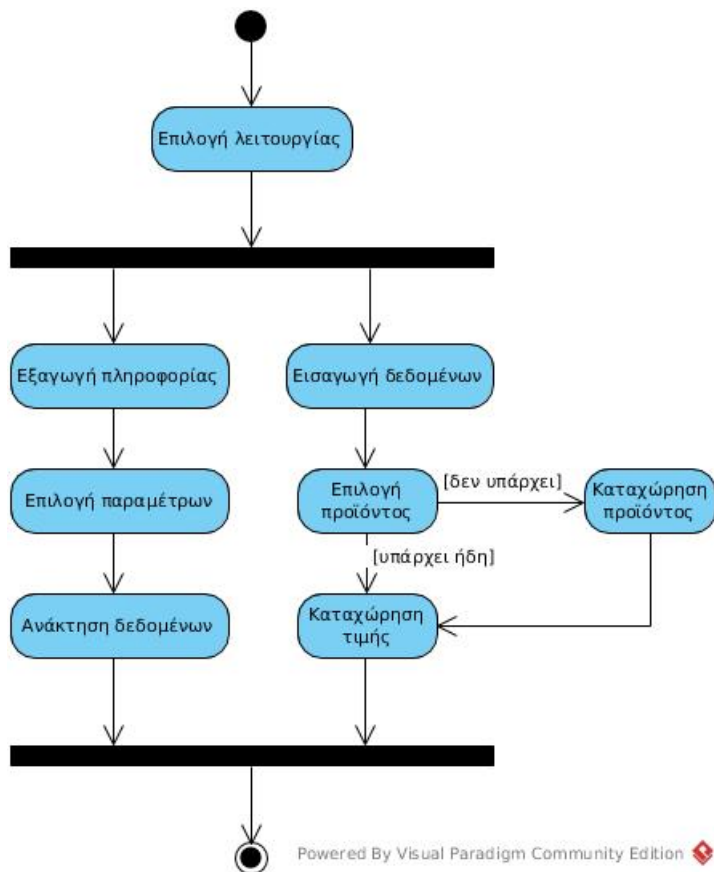 Επιλογή λειτουργίας
Εξαγωγή πληροφορίας
Εισαγωγή δεδομένων
Επιλογή παραμέτρων
Επιλογή
προϊόντος
[δεν υπάρχει]
Καταχώρηση
προϊόντος
[υπάρχει ήδη]
Ανάκτηση δεδομένων
Καταχώρηση
τιμής
Powered By Visual Paradigm Community Edition